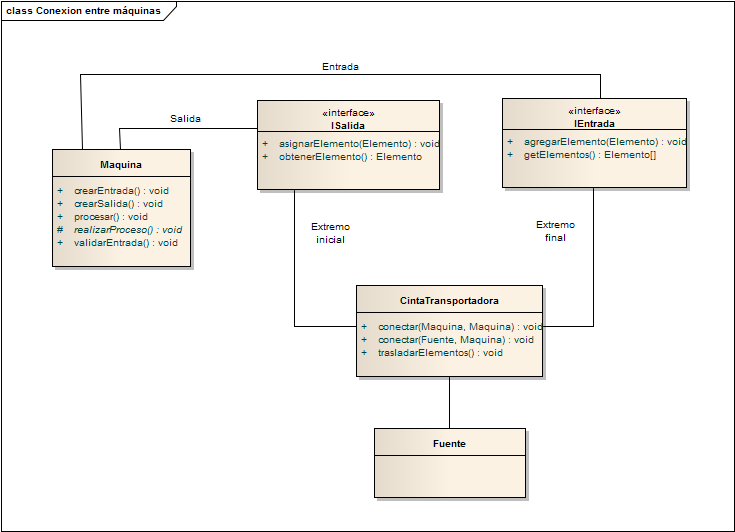 class Conexion entre máquinas
Entrada
Salida
«interface»
ISalida
+ asignarElemento(Elemento) : void
+ obtenerElemento() : Elemento
«interface»
IEntrada
+ agregarElemento(Elemento) : void
+ getElementos() : Elemento[]
Maquina
+ crearEntrada() : void
+ crearSalida() : void
+ procesar() : void
# realizarProceso() : void
+ validarEntrada() : void
Extremo
inicial
Extremo
final
CintaTransportadora
+ conectar(Maquina, Maquina) : void
+ conectar(Fuente, Maquina) : void
+ trasladarElementos() : void
Fuente